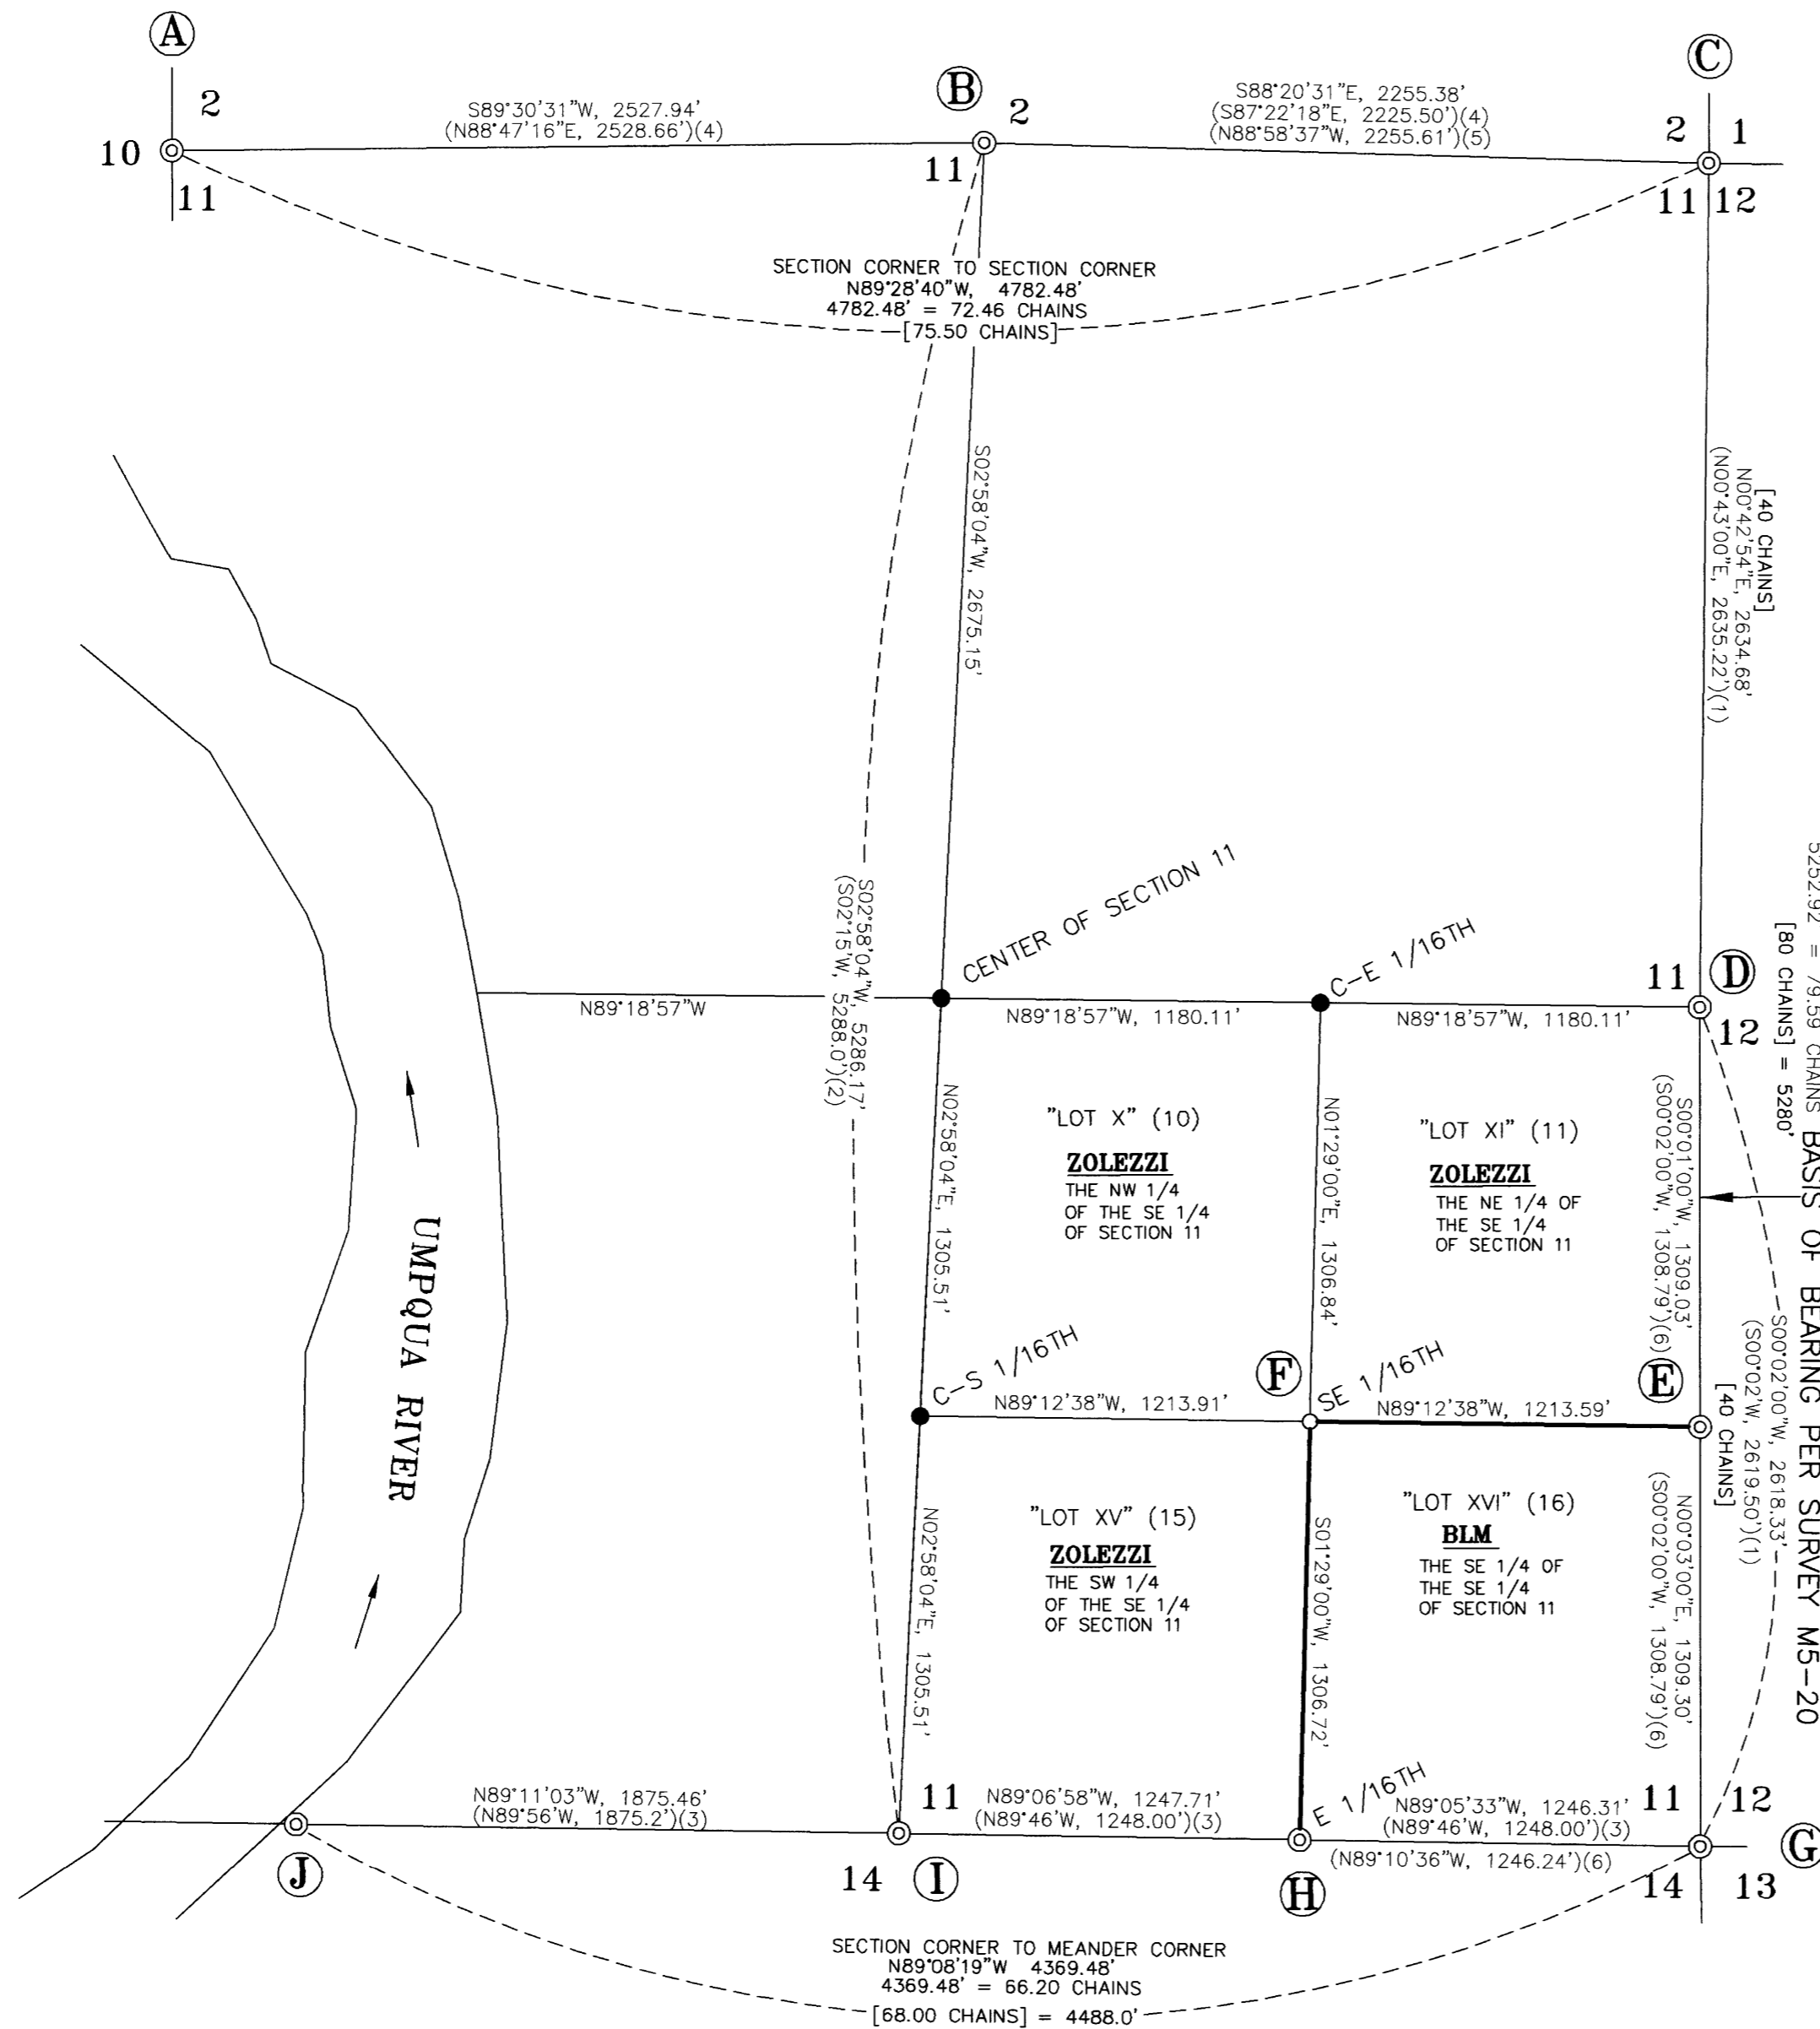 A
B
C
2
10
11
S89°30'31"W, 2527.94'
(N88°47'16"E, 2528.66')(4)
2
11
S88°20'31"E, 2255.38'
(S87°22'18"E, 2225.50')(4)
(N88°58'37"W, 2255.61')(5)
2
1
11
12
SECTION CORNER TO SECTION CORNER
N89°28'40"W, 4782.48'
4782.48' = 72.46 CHAINS
[75.50 CHAINS]
S02°58'04"W, 2675.15'
[40 CHAINS]
N00°42'54"E, 2634.68'
(N00°43'00"E, 2635.22')(1)
S02°58'04"W, 5286.17'
(S02°15'W, 5288.0')(2)
CENTER OF SECTION 11
C-E 1/16TH
11
D
12
5252.92' = 79.59 CHAINS
[80 CHAINS] = 5280'
BASIS OF BEARING PER SURVEY M5-20
N89°18'57"W
N89°18'57"W, 1180.11'
N89°18'57"W, 1180.11'
N02°58'04"E, 1305.51'
"LOT X" (10)
ZOLEZZI
THE NW 1/4
OF THE SE 1/4
OF SECTION 11
N01°29'00"E, 1306.84'
"LOT XI" (11)
ZOLEZZI
THE NE 1/4 OF
THE SE 1/4
OF SECTION 11
S00°01'00"W, 1309.03'
(S00°02'00"W, 1308.79')(6)
UMPQUA RIVER
C-S 1/16TH
N89°12'38"W, 1213.91'
F
SE 1/16TH
N89°12'38"W, 1213.59'
E
[40 CHAINS]
S00°02'00"W, 2618.33'
(S00°02'W, 2619.50')(1)
N02°58'04"E, 1305.51'
"LOT XV" (15)
ZOLEZZI
THE SW 1/4
OF THE SE 1/4
OF SECTION 11
S01°29'00"W, 1306.72'
"LOT XVI" (16)
BLM
THE SE 1/4 OF
THE SE 1/4
OF SECTION 11
N00°03'00"E, 1309.30'
(S00°02'00"W, 1308.79')(6)
N89°11'03"W, 1875.46'
(N89°56'W, 1875.2')(3)
11
N89°06'58"W, 1247.71'
(N89°46'W, 1248.00')(3)
E 1/16TH
N89°05'33"W, 1246.31'
(N89°46'W, 1248.00')(3)
(N89°10'36"W, 1246.24')(6)
11
12
G
J
14
I
H
14
13
SECTION CORNER TO MEANDER CORNER
N89°08'19"W 4369.48'
4369.48' = 66.20 CHAINS
[68.00 CHAINS] = 4488.0'